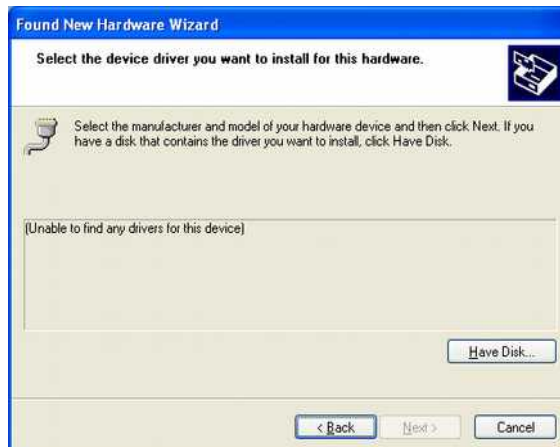 Found New Hardware Wizard
Select the device driver you want to install for this hardware.
Select the manufacturer and model of your hardware device and then click Next. If you
have a disk that contains the driver you want to install, click Have Disk.
(Unable to find any drivers for this device)
Have Disk...
< Back
Next >
Cancel